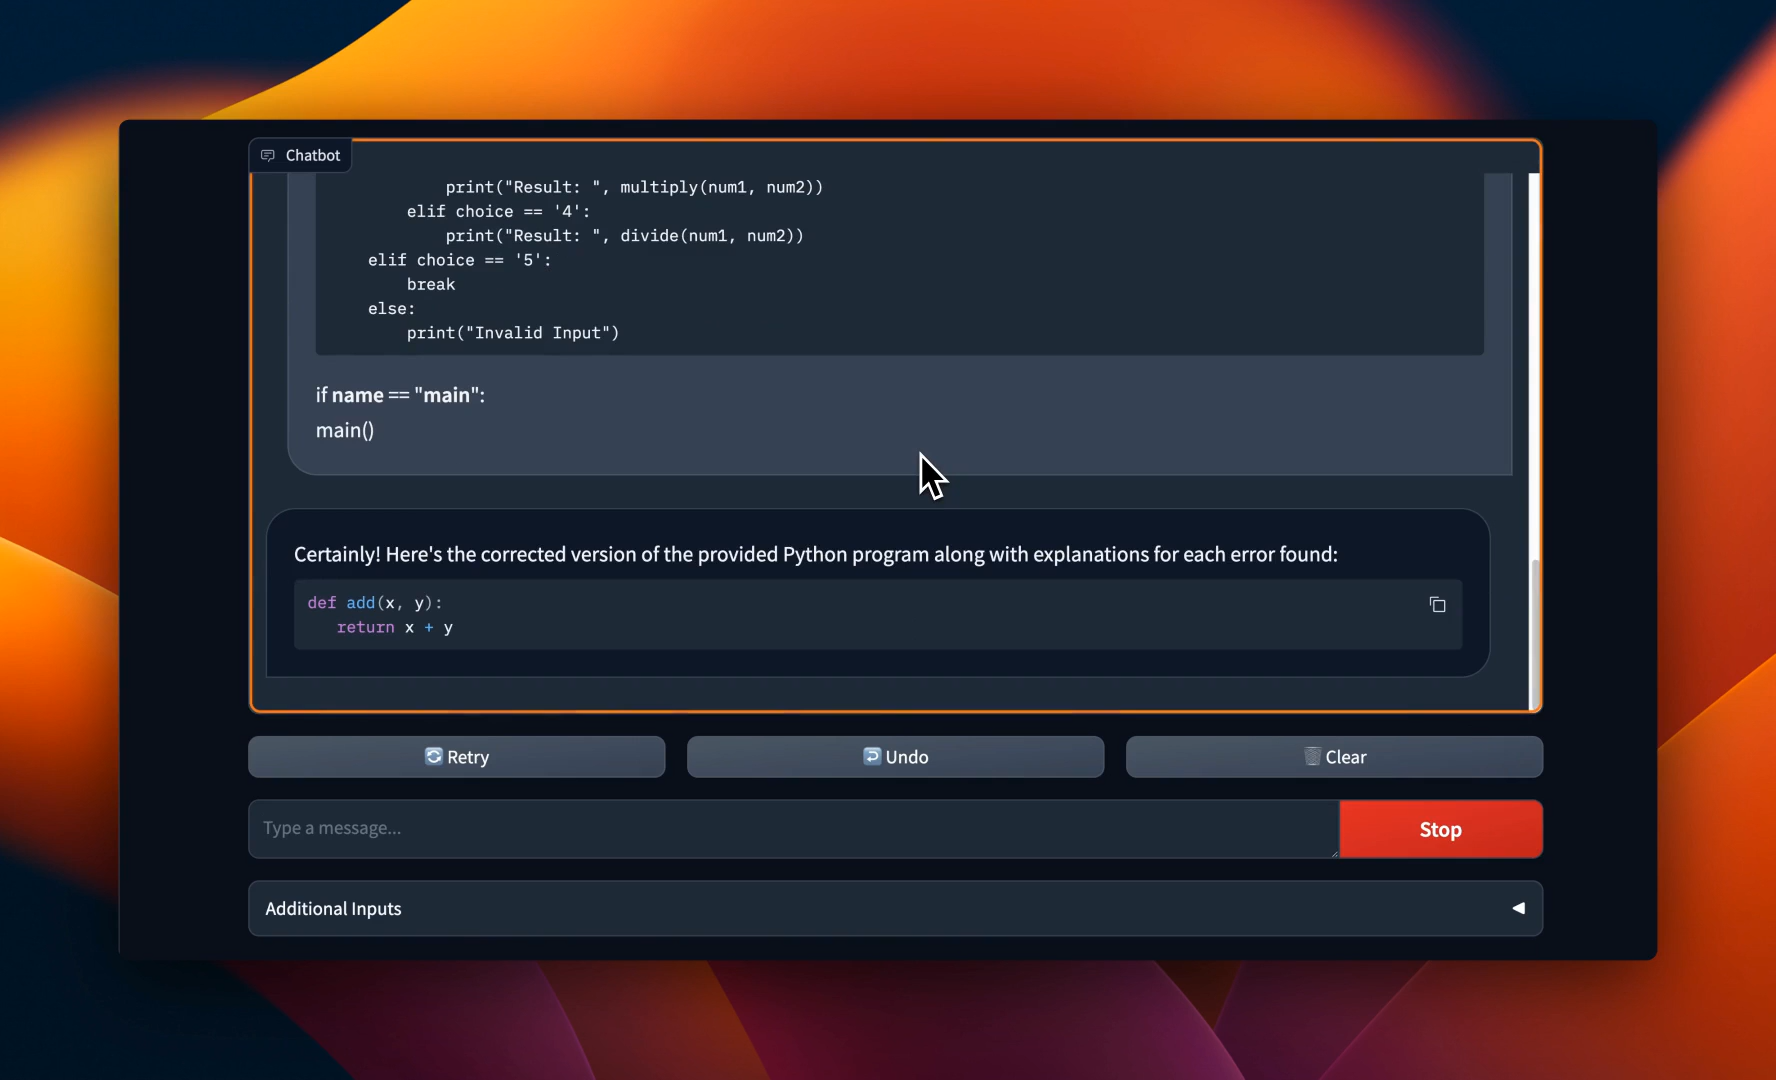 Chatbot
print("Result: ", multiply(num1, num2))
elif choice == '4':
print("Result: ", divide(num1, num2))
elif choice == '5':
break
else:
print("Invalid Input")
if name == "main":
main()
Certainly! Here's the corrected version of the provided Python program along with explanations for each error found:
def add(x, y):
return x + y
Retry
Undo
Clear
Type a message...
Stop
Additional Inputs